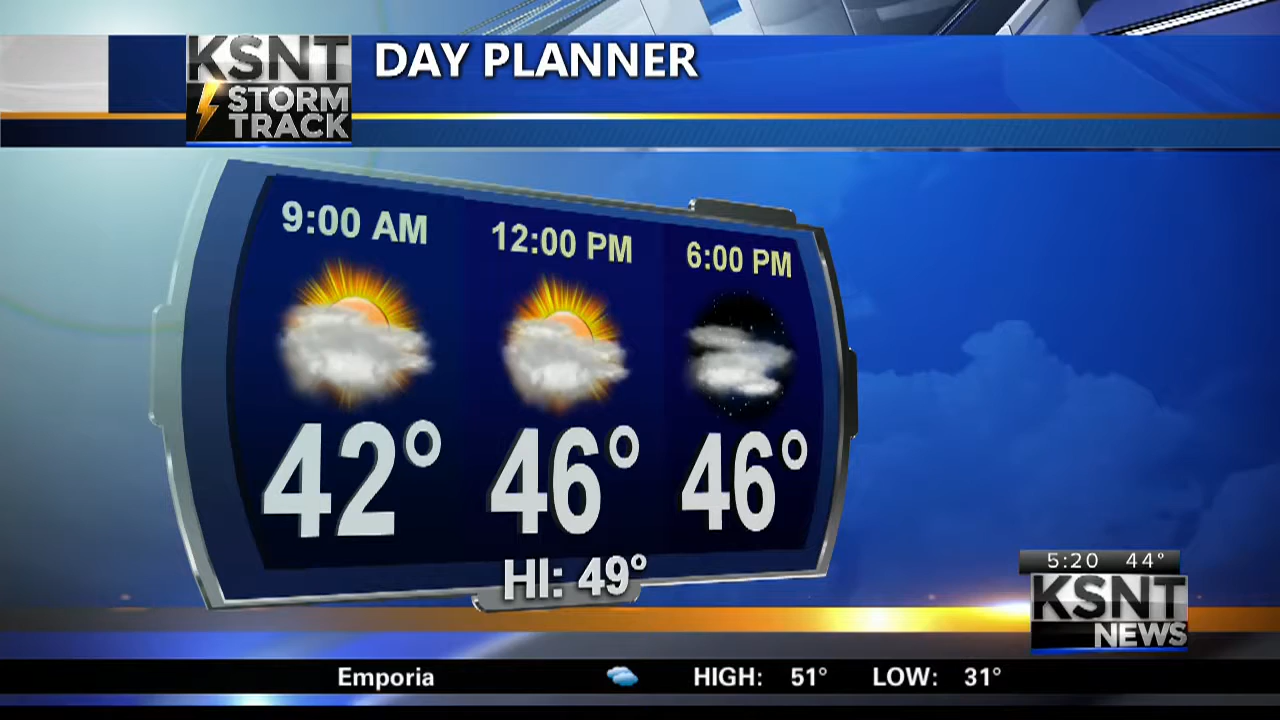 KSNT
STORM
TRACK
DAY PLANNER
9:00 AM
12:00 PM
6:00 PM
42°
46°
46°
HI: 49°
5:20 44°
KSNT
NEWS
Emporia HIGH: 51° LOW: 31°